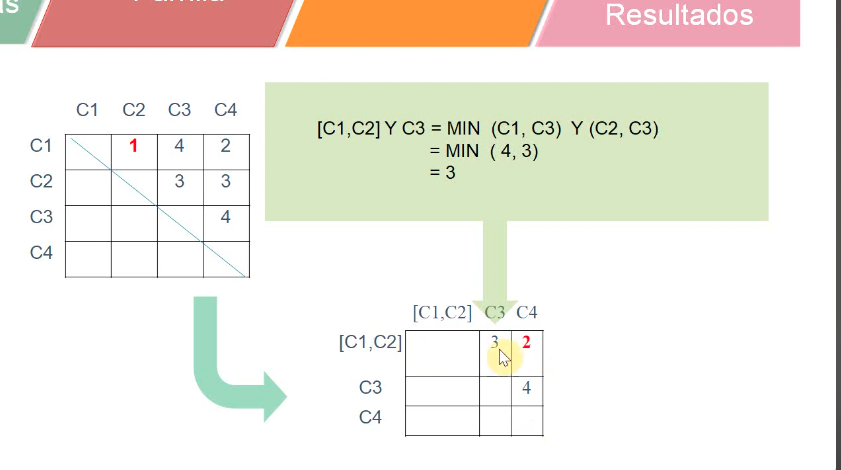 Resultados
C1 C2 C3 C4
C1 1 4 2
C2 3 3
C3 4
C4
[C1,C2] Y C3 = MIN (C1, C3) Y (C2, C3)
= MIN ( 4, 3)
= 3
[C1,C2] C3 C4
[C1,C2] 3 2
C3 4
C4